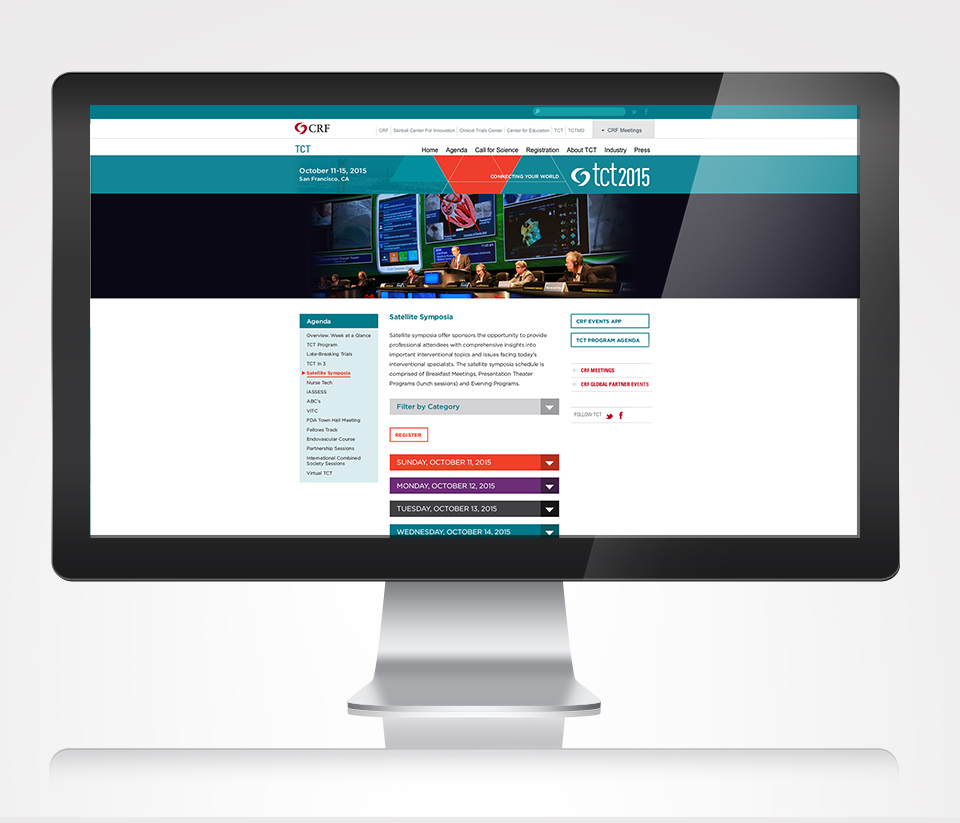 CRF
CRF Skirball Center For Innovation Clinical Trials Center Center for Education TCT TCTMD
CRF Meetings
TCT
Home Agenda Call for Science Registration About TCT Industry Press
October 11-15, 2015
San Francisco, CA
CONNECTING YOUR WORLD
tct2015
Agenda
Overview: Week at a Glance
TCT Program
Late-Breaking Trials
TCT in 3
Satellite Symposia
Nurse Tech
iASSESS
ABC's
VITC
FDA Town Hall Meeting
Fellows Track
Endovascular Course
Partnership Sessions
International Combined
Society Sessions
Virtual TCT
Satellite Symposia
Satellite symposia offer sponsors the opportunity to provide
professional attendees with comprehensive insights into
important interventional topics and issues facing today's
interventional specialists. The satellite symposia schedule is
comprised of Breakfast Meetings, Presentation Theater
Programs (lunch sessions) and Evening Programs.
Filter by Category
REGISTER
SUNDAY, OCTOBER 11, 2015
MONDAY, OCTOBER 12, 2015
TUESDAY, OCTOBER 13, 2015
WEDNESDAY, OCTOBER 14, 2015
CRF EVENTS APP
TCT PROGRAM AGENDA
CRF MEETINGS
CRF GLOBAL PARTNER EVENTS
FOLLOW TCT